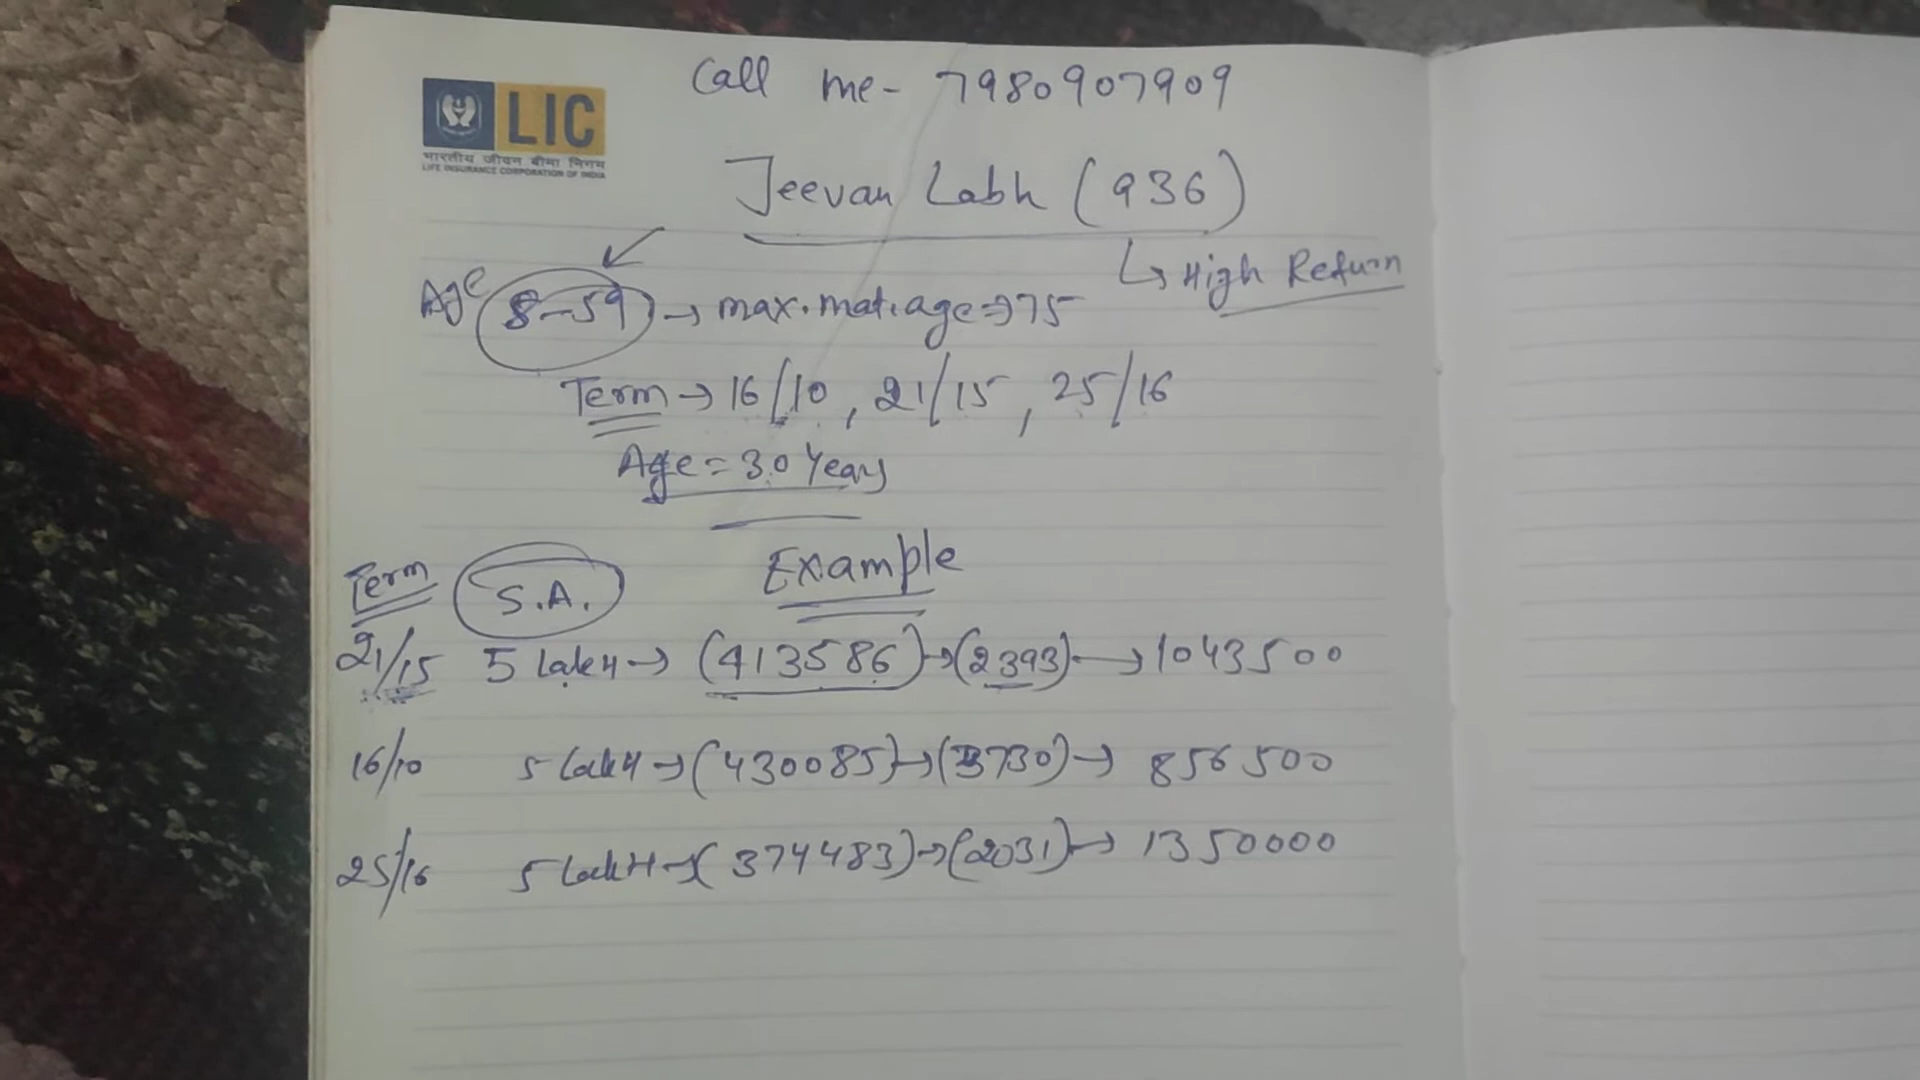 Call me- 7980907909
LIC
भारतीय जीवन बीमा निगम
LIFE INSURANCE CORPORATION OF INDIA
Jeevan Labh (936)
↳ High Return
Age 8-59 → max.mat.age⇒75
Term → 16/10, 21/15, 25/16
Age = 30 Years
Example
Term S.A.
21/15 5 lakh → (413586) → (2393) → 1043500
16/10 5 lakh → (430085) → (3730) → 856500
25/16 5 lakh → (374483) → (2031) → 1350000